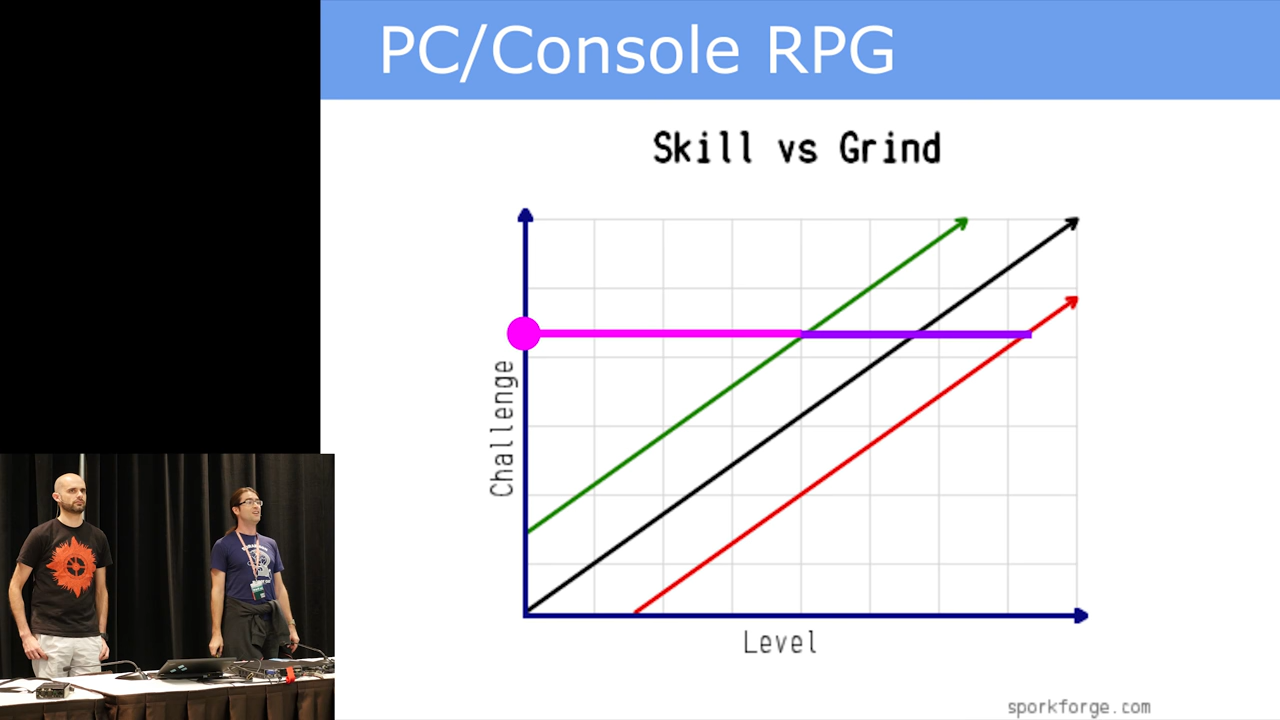 PC/Console RPG
Skill vs Grind
Challenge
Level
sporkforge.com